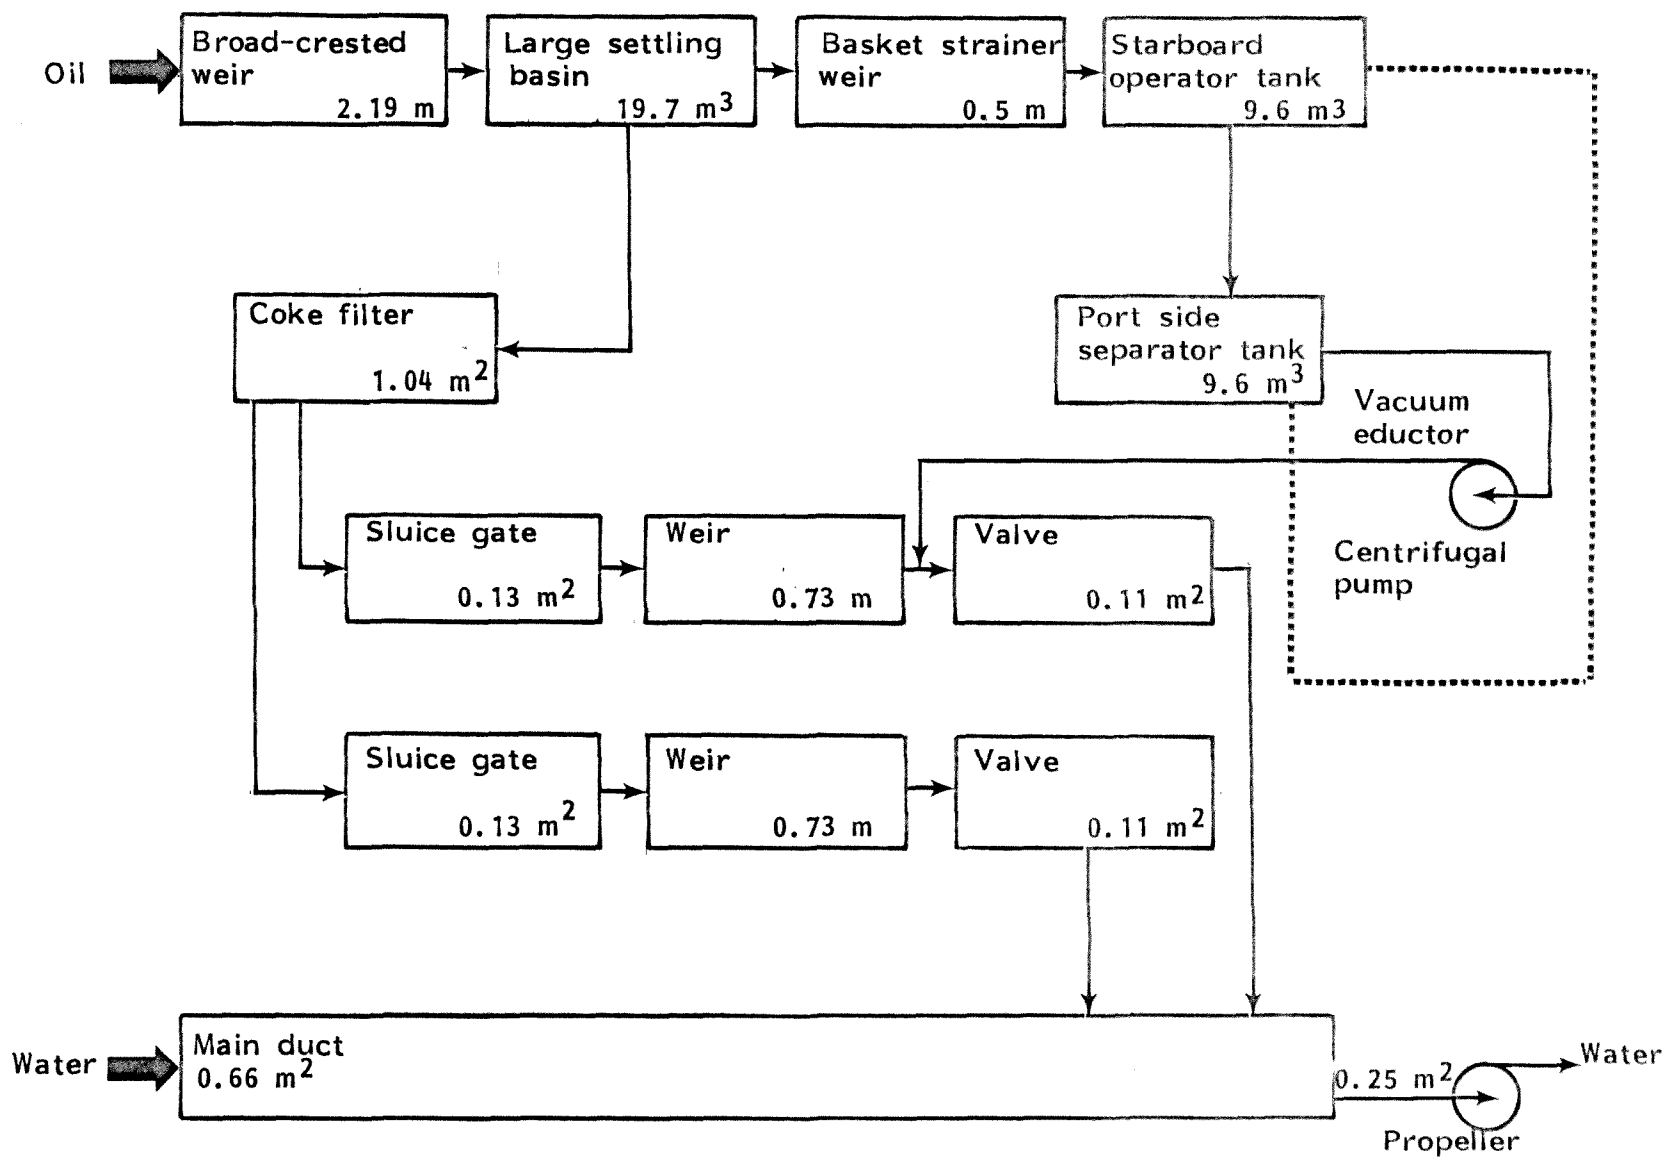 Oil
Broad-crested
weir
2.19 m
Large settling
basin
19.7 m3
Basket strainer
weir
0.5 m
Starboard
operator tank
9.6 m3
Coke filter
1.04 m2
Port side
separator tank
9.6 m3
Vacuum
eductor
Centrifugal
pump
Sluice gate
0.13 m2
Weir
0.73 m
Valve
0.11 m2
Sluice gate
0.13 m2
Weir
0.73 m
Valve
0.11 m2
Water
Main duct
0.66 m2
0.25 m2
Water
Propeller